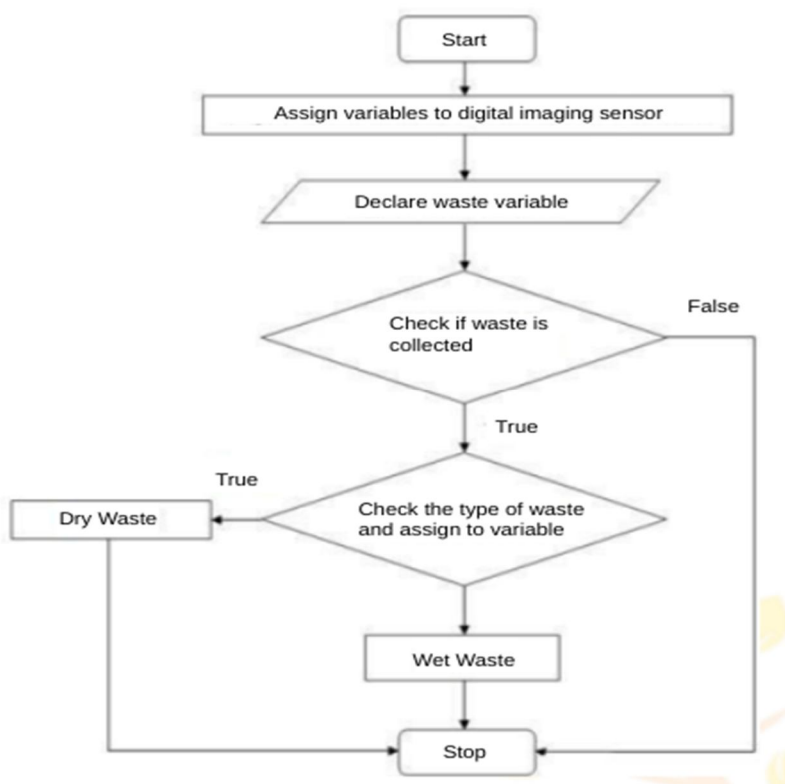 Start
Assign variables to digital imaging sensor
Declare waste variable
False
Check if waste is
collected
True
True
Check the type of waste
and assign to variable
Dry Waste
Wet Waste
Stop